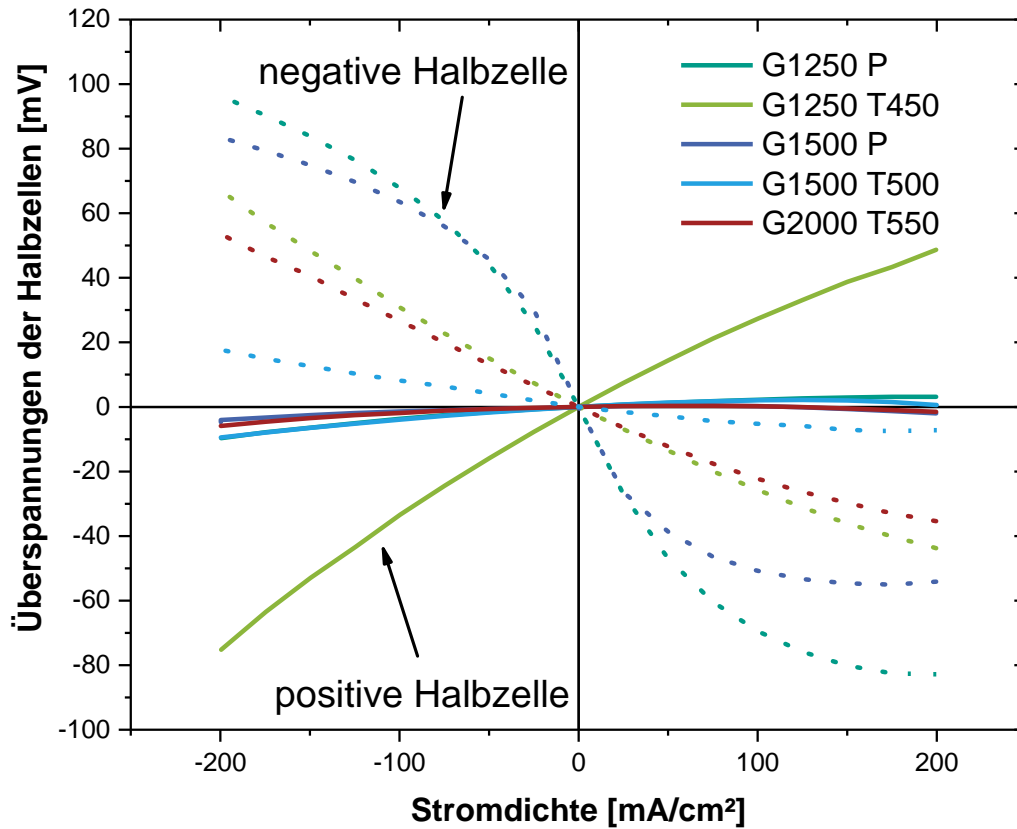 120
100
80
60
40
20
0
-20
-40
-60
-80
-100
Überspannungen der Halbzellen [mV]
negative Halbzelle
G1250 P
G1250 T450
G1500 P
G1500 T500
G2000 T550
positive Halbzelle
-200
-100
0
100
200
Stromdichte [mA/cm²]